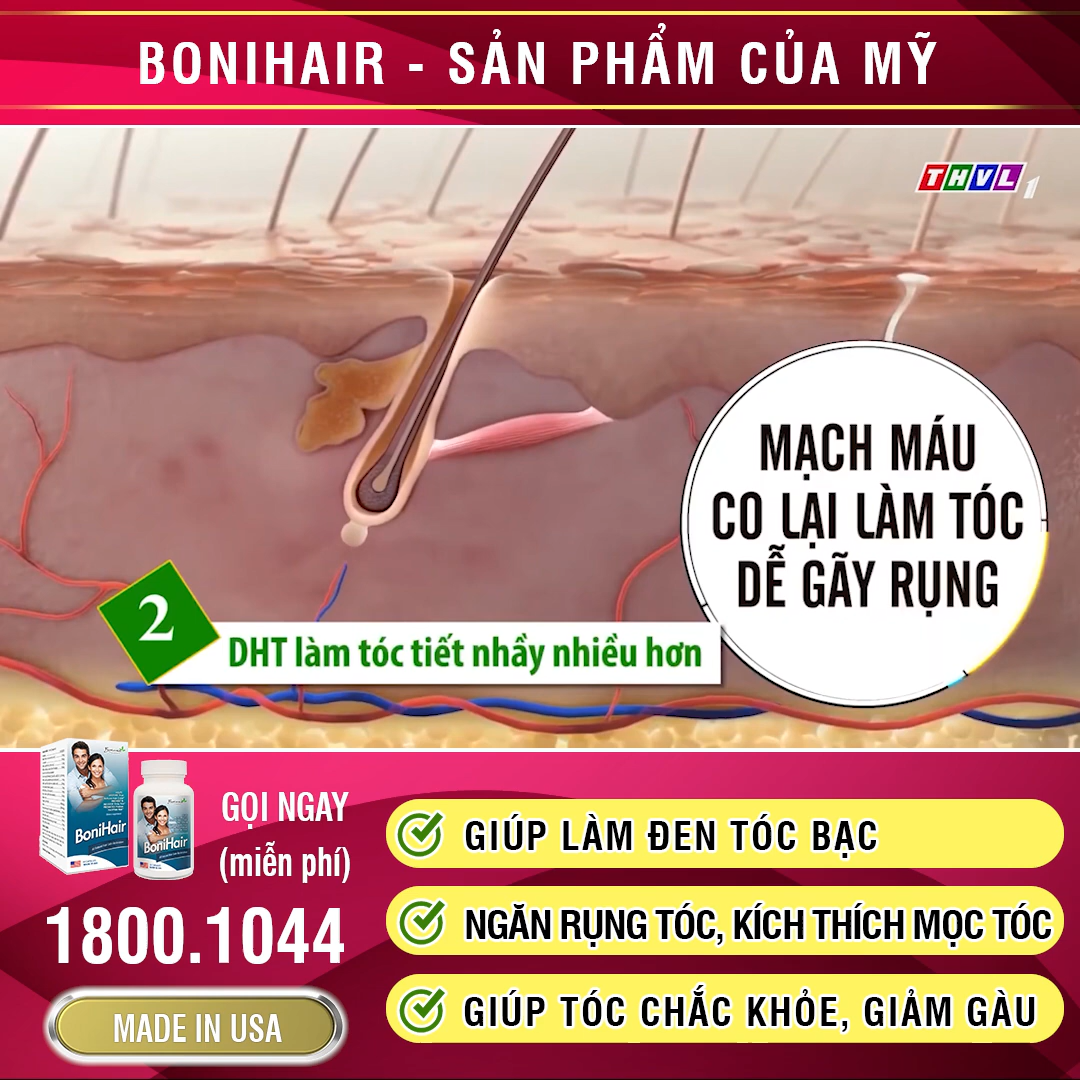 BONIHAIR - SẢN PHẨM CỦA MỸ
THVL 1
MẠCH MÁU
CO LẠI LÀM TÓC
DỄ GÃY RỤNG
2
DHT làm tóc tiết nhầy nhiều hơn
BoniHair
BoniHair
GỌI NGAY
(miễn phí)
1800.1044
MADE IN USA
GIÚP LÀM ĐEN TÓC BẠC
NGĂN RỤNG TÓC, KÍCH THÍCH MỌC TÓC
GIÚP TÓC CHẮC KHỎE, GIẢM GÀU